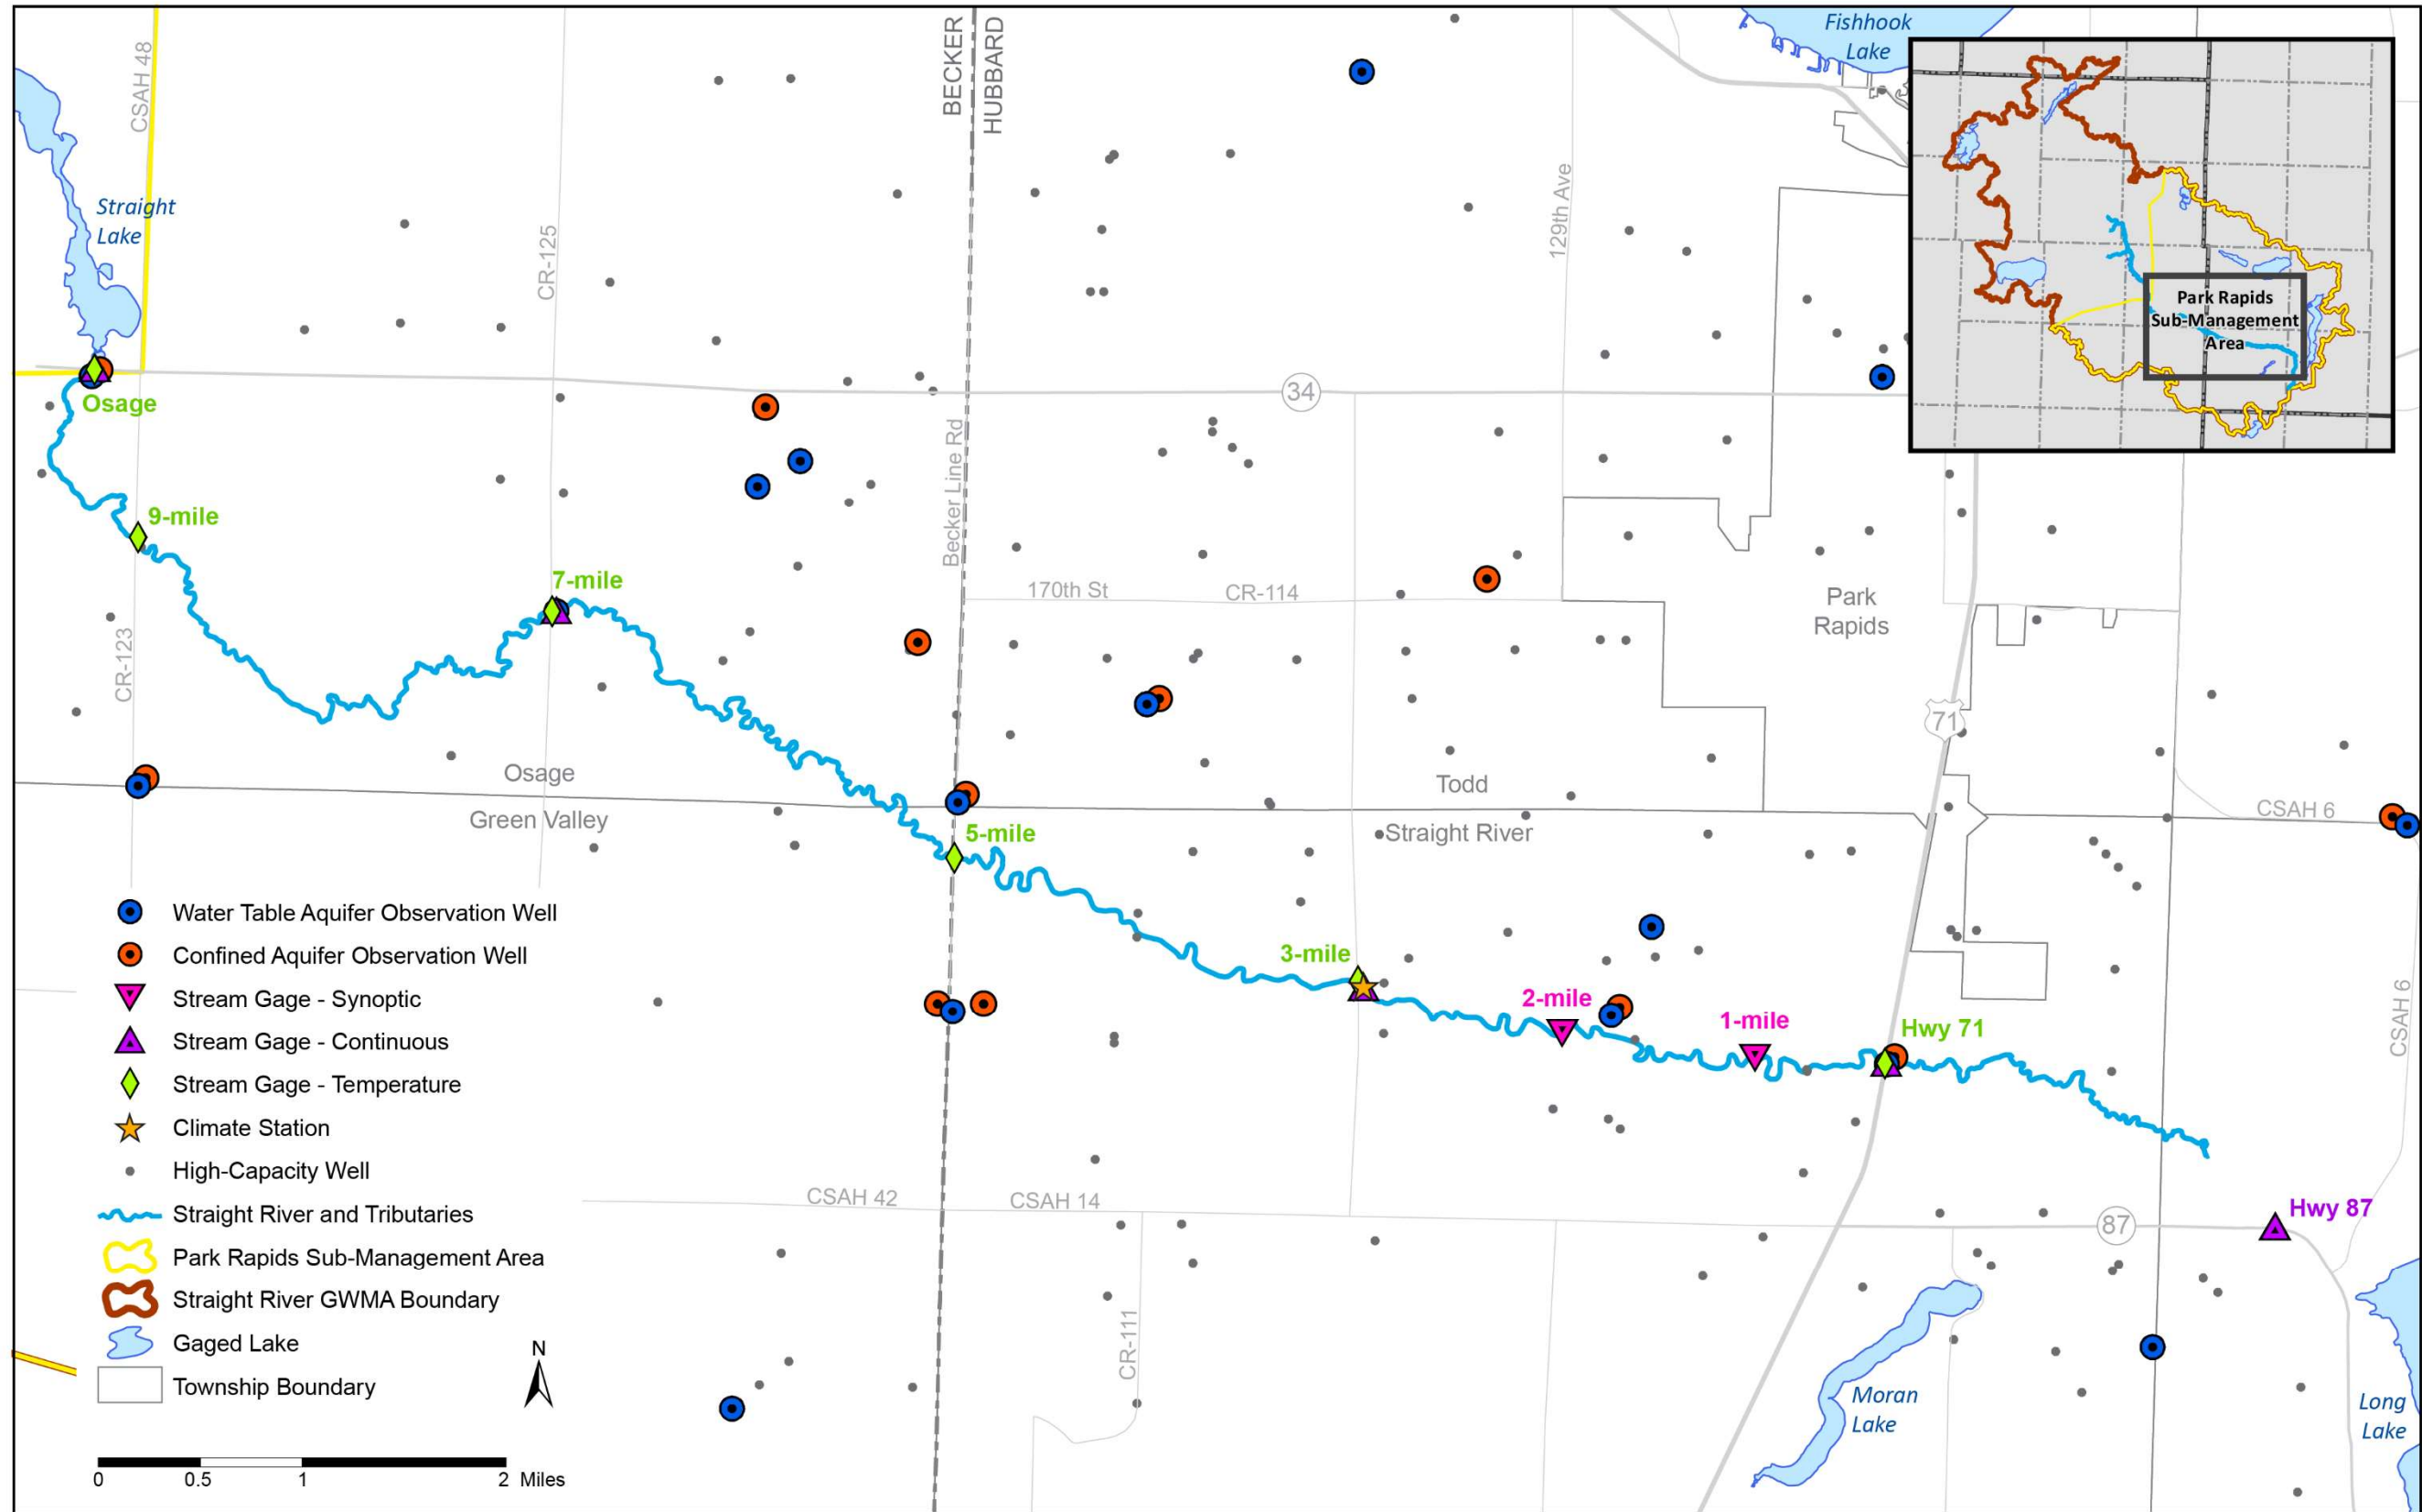 CSAH 48
BECKER
HUBBARD
Fishhook
Lake
Straight
Lake
CR-125
129th Ave
Park Rapids
Sub-Management
Area
Osage
34
Becker Line Rd
9-mile
7-mile
170th St
CR-114
Park
Rapids
CR-123
71
Osage
Green Valley
Todd
Straight River
CSAH 6
5-mile
3-mile
2-mile
1-mile
Hwy 71
CSAH 6
Water Table Aquifer Observation Well
Confined Aquifer Observation Well
Stream Gage - Synoptic
Stream Gage - Continuous
Stream Gage - Temperature
Climate Station
High-Capacity Well
Straight River and Tributaries
Park Rapids Sub-Management Area
Straight River GWMA Boundary
Gaged Lake
Township Boundary
N
0 0.5 1 2 Miles
CSAH 42
CSAH 14
CR-111
87
Hwy 87
Moran
Lake
Long
Lake